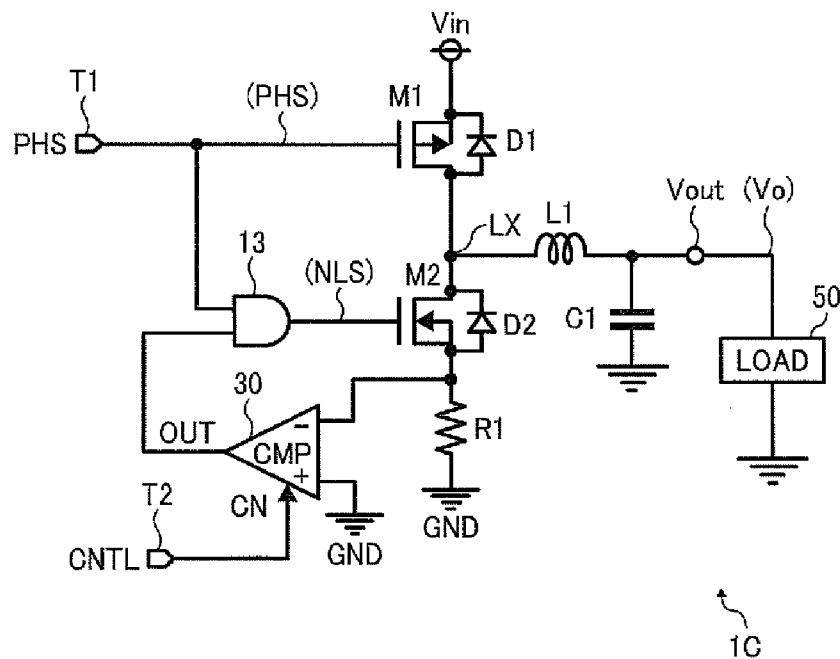 Vin
T1
(PHS)
M1
PHS
D1
Vout (Vo)
L1
LX
13
(NLS)
M2
50
D2
C1
LOAD
30
OUT
CMP
-
+
R1
CN
T2
GND
GND
CNTL
1C